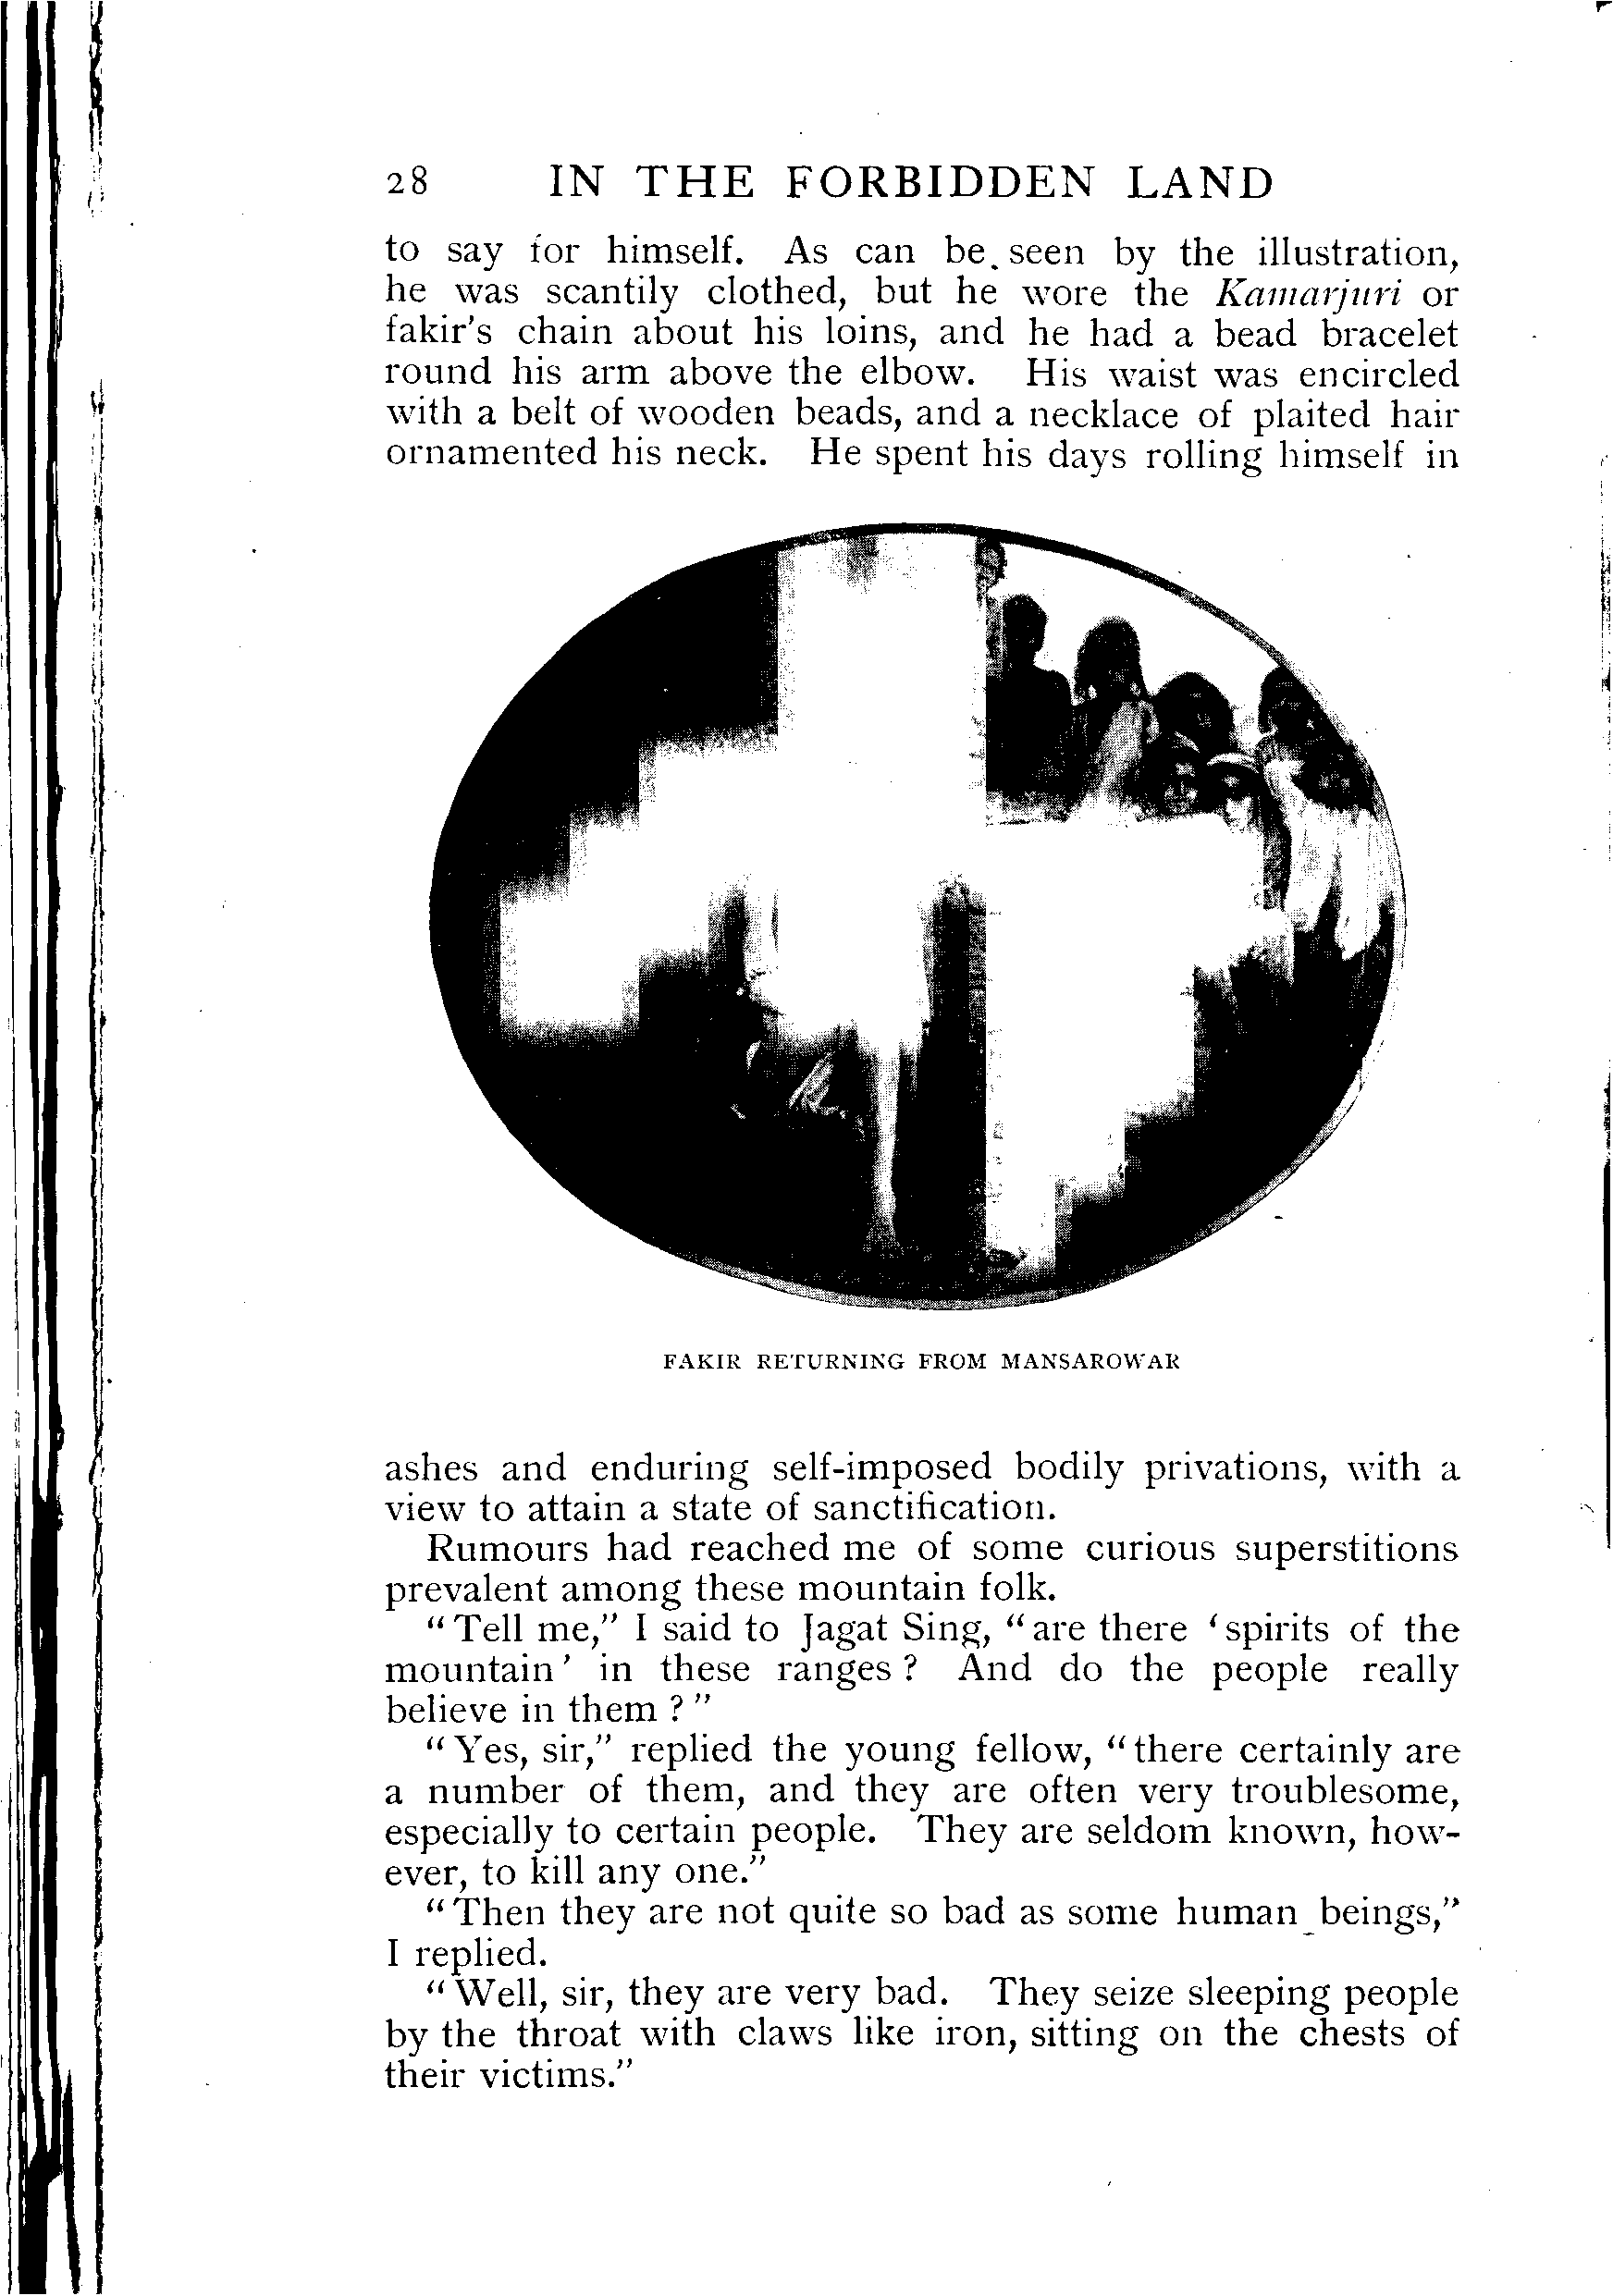 28 IN THE FORBIDDEN LAND
to say for himself. As can be seen by the illustration,
he was scantily clothed, but he wore the Kamarjuri or
fakir's chain about his loins, and he had a bead bracelet
round his arm above the elbow. His waist was encircled
with a belt of wooden beads, and a necklace of plaited hair
ornamented his neck. He spent his days rolling himself in
FAKIR RETURNING FROM MANSAROWAR
ashes and enduring self-imposed bodily privations, with a
view to attain a state of sanctification.
Rumours had reached me of some curious superstitions
prevalent among these mountain folk.
"Tell me," I said to Jagat Sing, "are there 'spirits of the
mountain' in these ranges? And do the people really
believe in them?"
"Yes, sir," replied the young fellow, "there certainly are
a number of them, and they are often very troublesome,
especially to certain people. They are seldom known, how-
ever, to kill any one."
"Then they are not quite so bad as some human beings,"
I replied.
"Well, sir, they are very bad. They seize sleeping people
by the throat with claws like iron, sitting on the chests of
their victims."